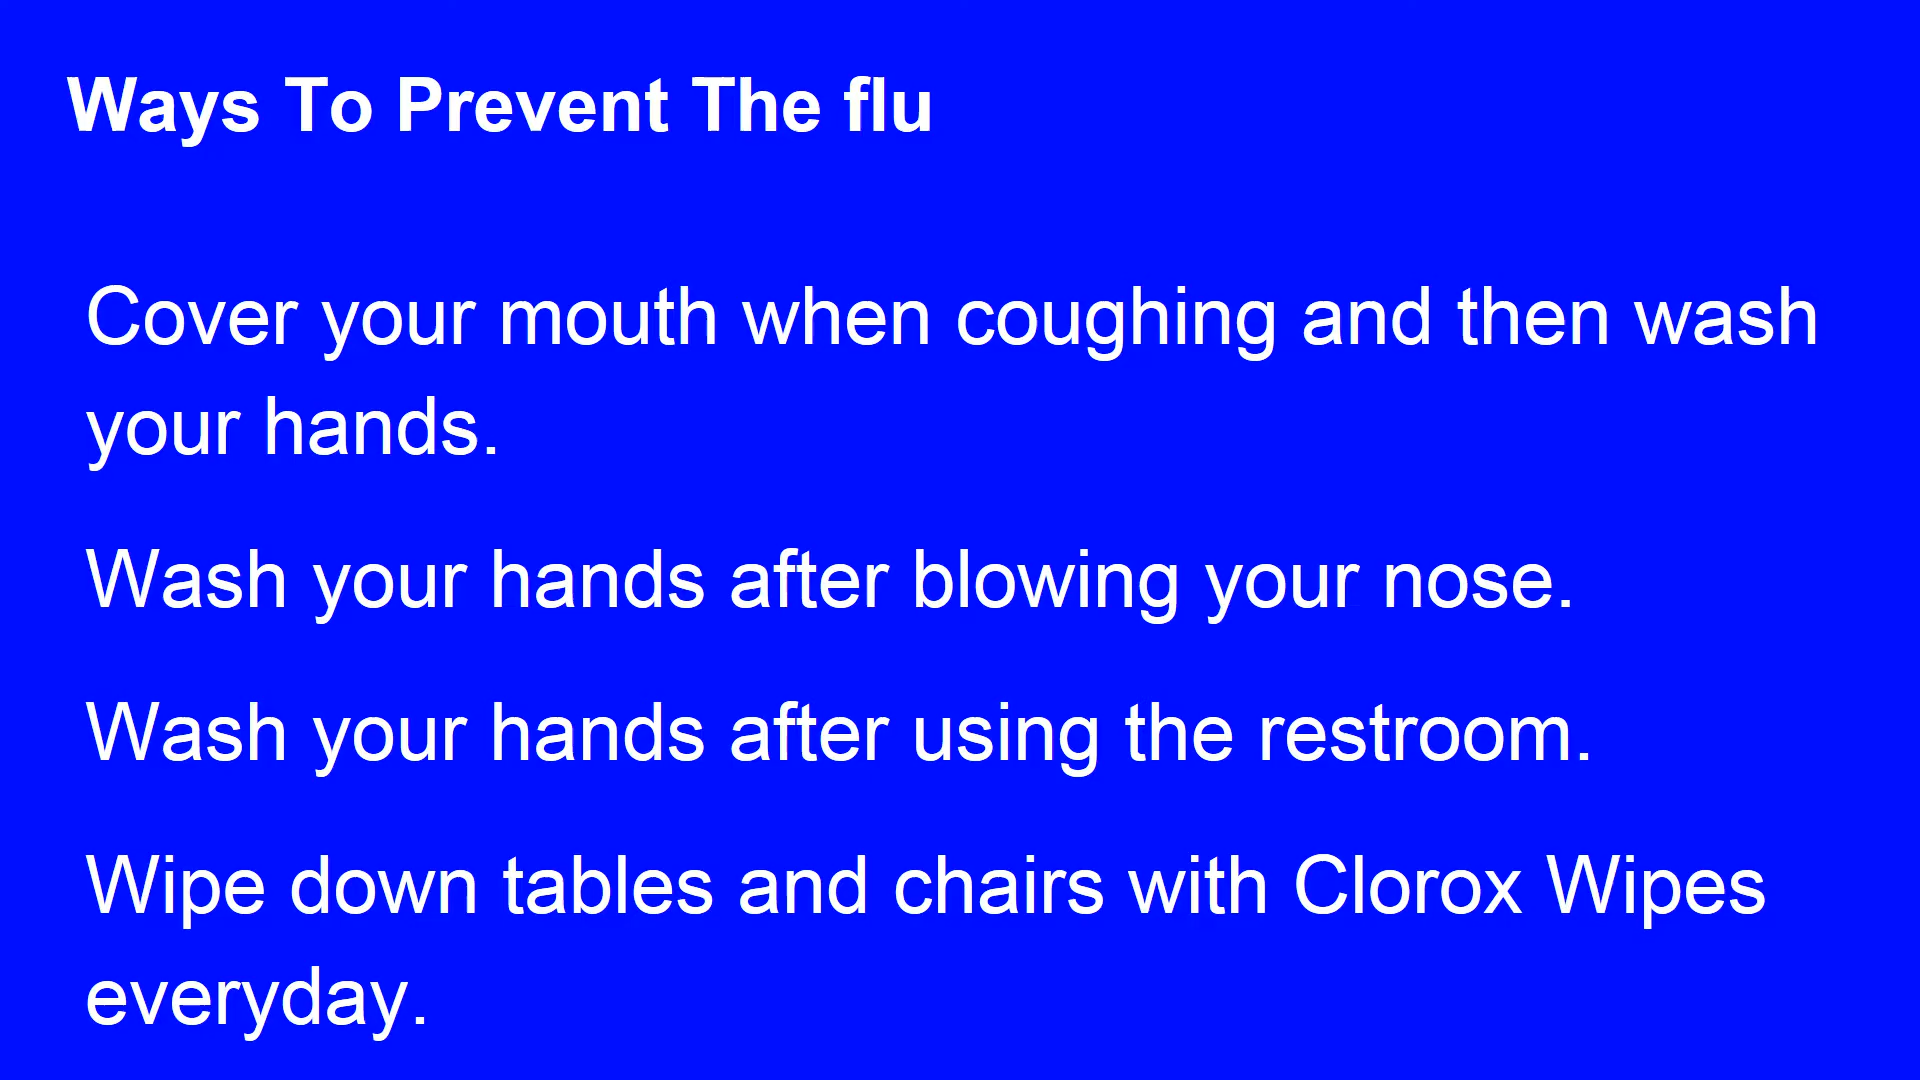 Ways To Prevent The flu
Cover your mouth when coughing and then wash
your hands.
Wash your hands after blowing your nose.
Wash your hands after using the restroom.
Wipe down tables and chairs with Clorox Wipes
everyday.